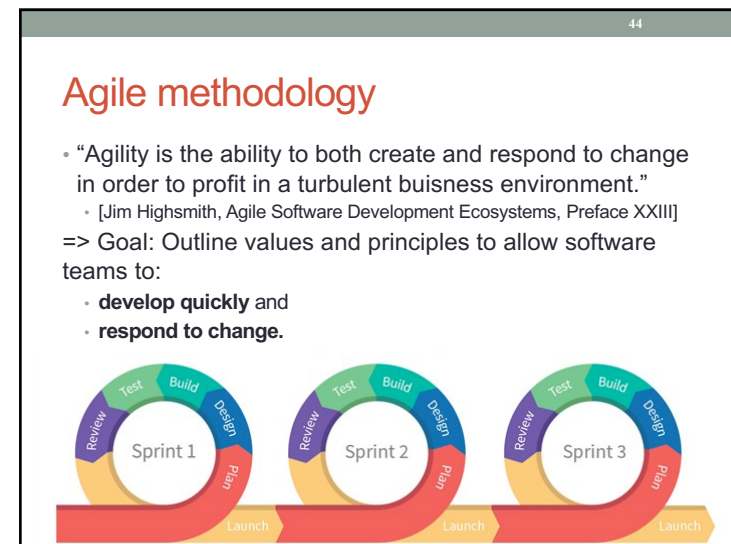 44
Agile methodology
• “Agility is the ability to both create and respond to change
in order to profit in a turbulent buisness environment.”
• [Jim Highsmith, Agile Software Development Ecosystems, Preface XXIII]
=> Goal: Outline values and principles to allow software
teams to:
• develop quickly and
• respond to change.
Review
Test
Build
Design
Plan
Sprint 1
Launch
Review
Test
Build
Design
Plan
Sprint 2
Launch
Review
Test
Build
Design
Plan
Sprint 3
Launch